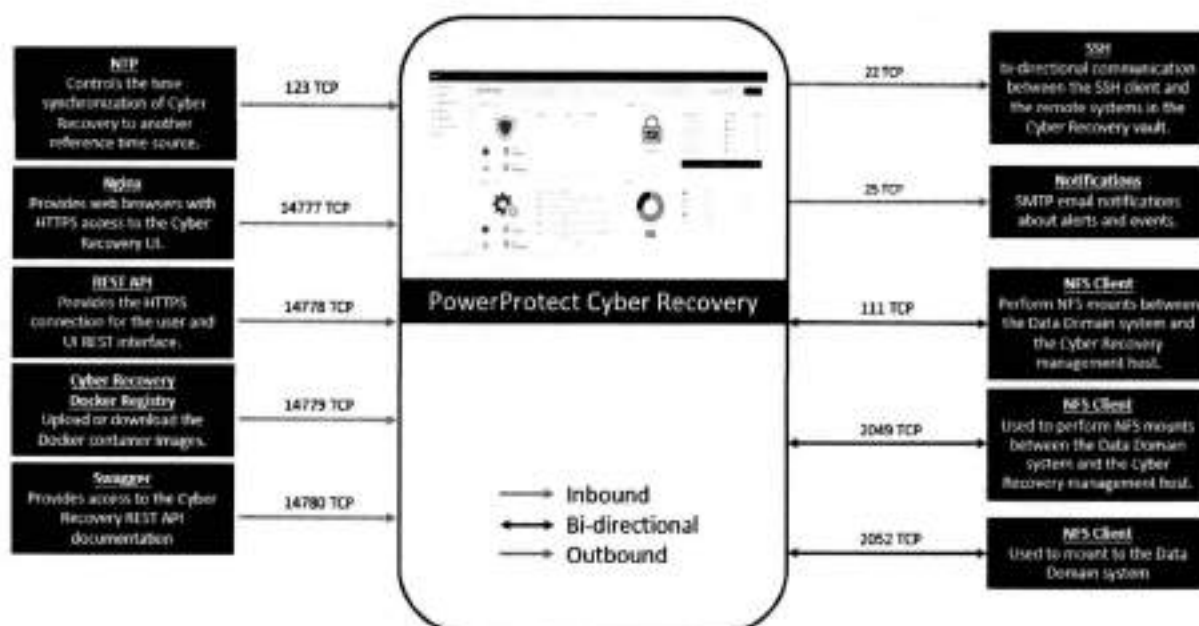 NTP
Controls the time
synchronization of Cyber
Recovery to another
reference time source.
123 TCP
Nginx
Provides web browsers with
HTTPS access to the Cyber
Recovery UI.
14777 TCP
REST API
Provides the HTTPS
connection for the user and
UI REST interface.
14778 TCP
Cyber Recovery
Docker Registry
Upload or download the
Docker container images.
14779 TCP
Swagger
Provides access to the Cyber
Recovery REST API
documentation
14780 TCP
PowerProtect Cyber Recovery
Inbound
Bi-directional
Outbound
22 TCP
SSH
Bi-directional communication
between the SSH client and
the remote systems in the
Cyber Recovery vault.
25 TCP
Notifications
SMTP email notifications
about alerts and events.
111 TCP
NFS Client
Perform NFS mounts between
the Data Domain system and
the Cyber Recovery
management host.
2049 TCP
NFS Client
Used to perform NFS mounts
between the Data Domain
system and the Cyber
Recovery management host.
2052 TCP
NFS Client
Used to mount to the Data
Domain system